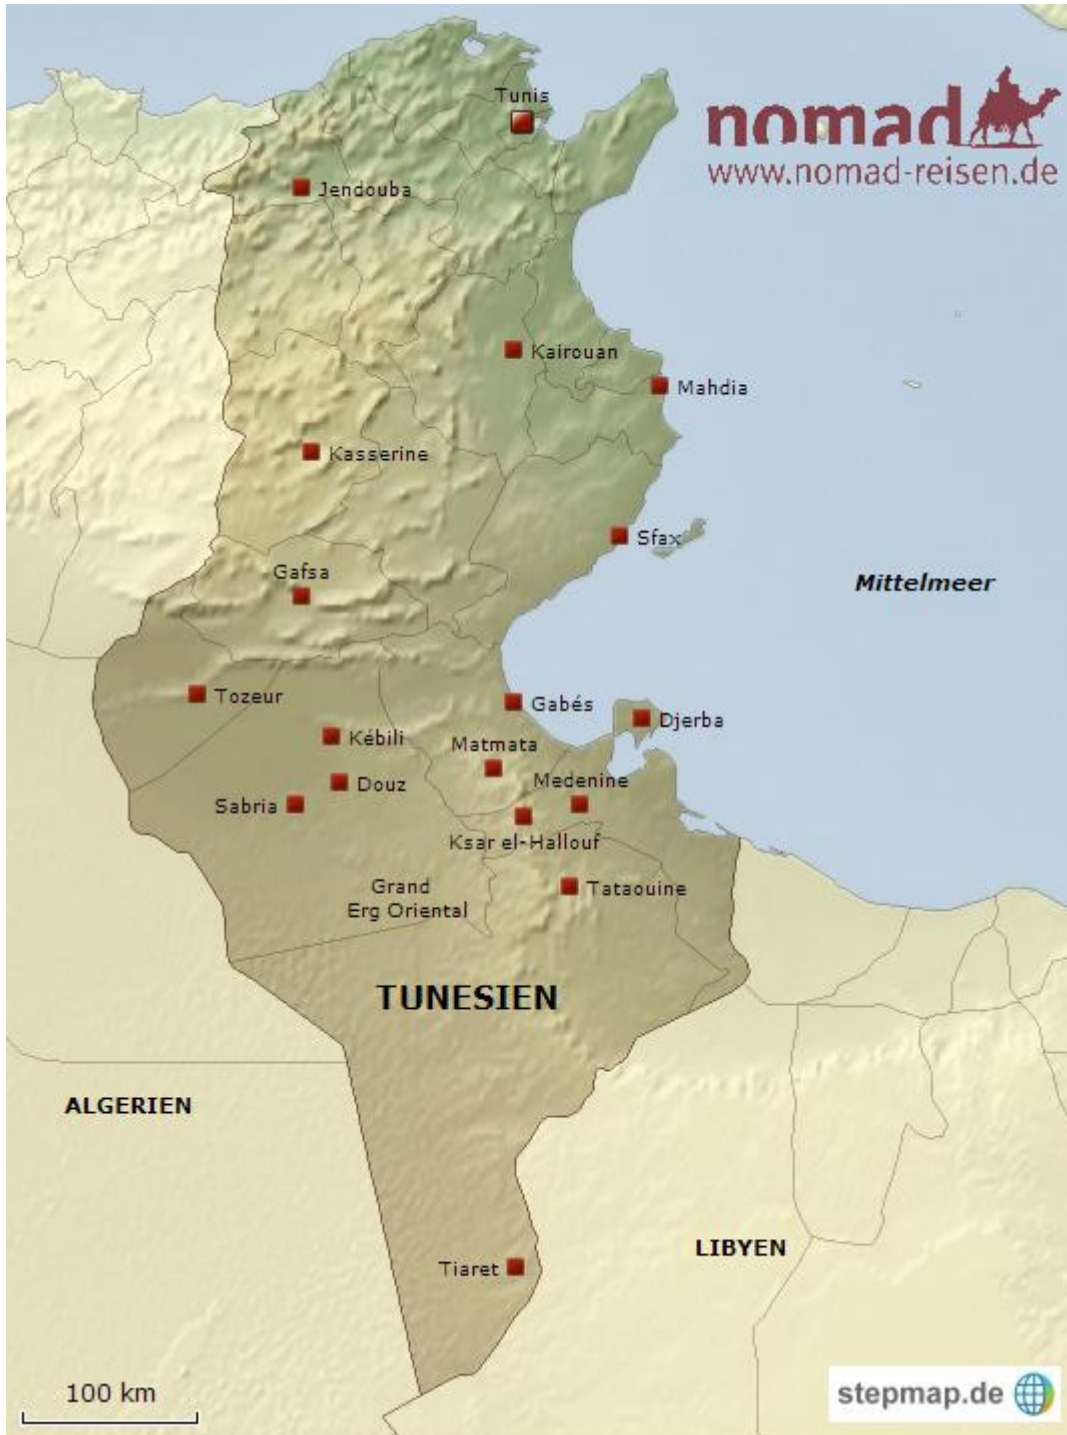 Tunis
nomad
www.nomad-reisen.de
Jendouba
Kairouan
Mahdia
Kasserine
Sfax
Gafsa
Mittelmeer
Tozeur
Gabés
Djerba
Kébili
Matmata
Douz
Medenine
Sabria
Ksar el-Hallouf
Grand
Erg Oriental
Tataouine
TUNESIEN
ALGERIEN
LIBYEN
Tiaret
100 km
stepmap.de